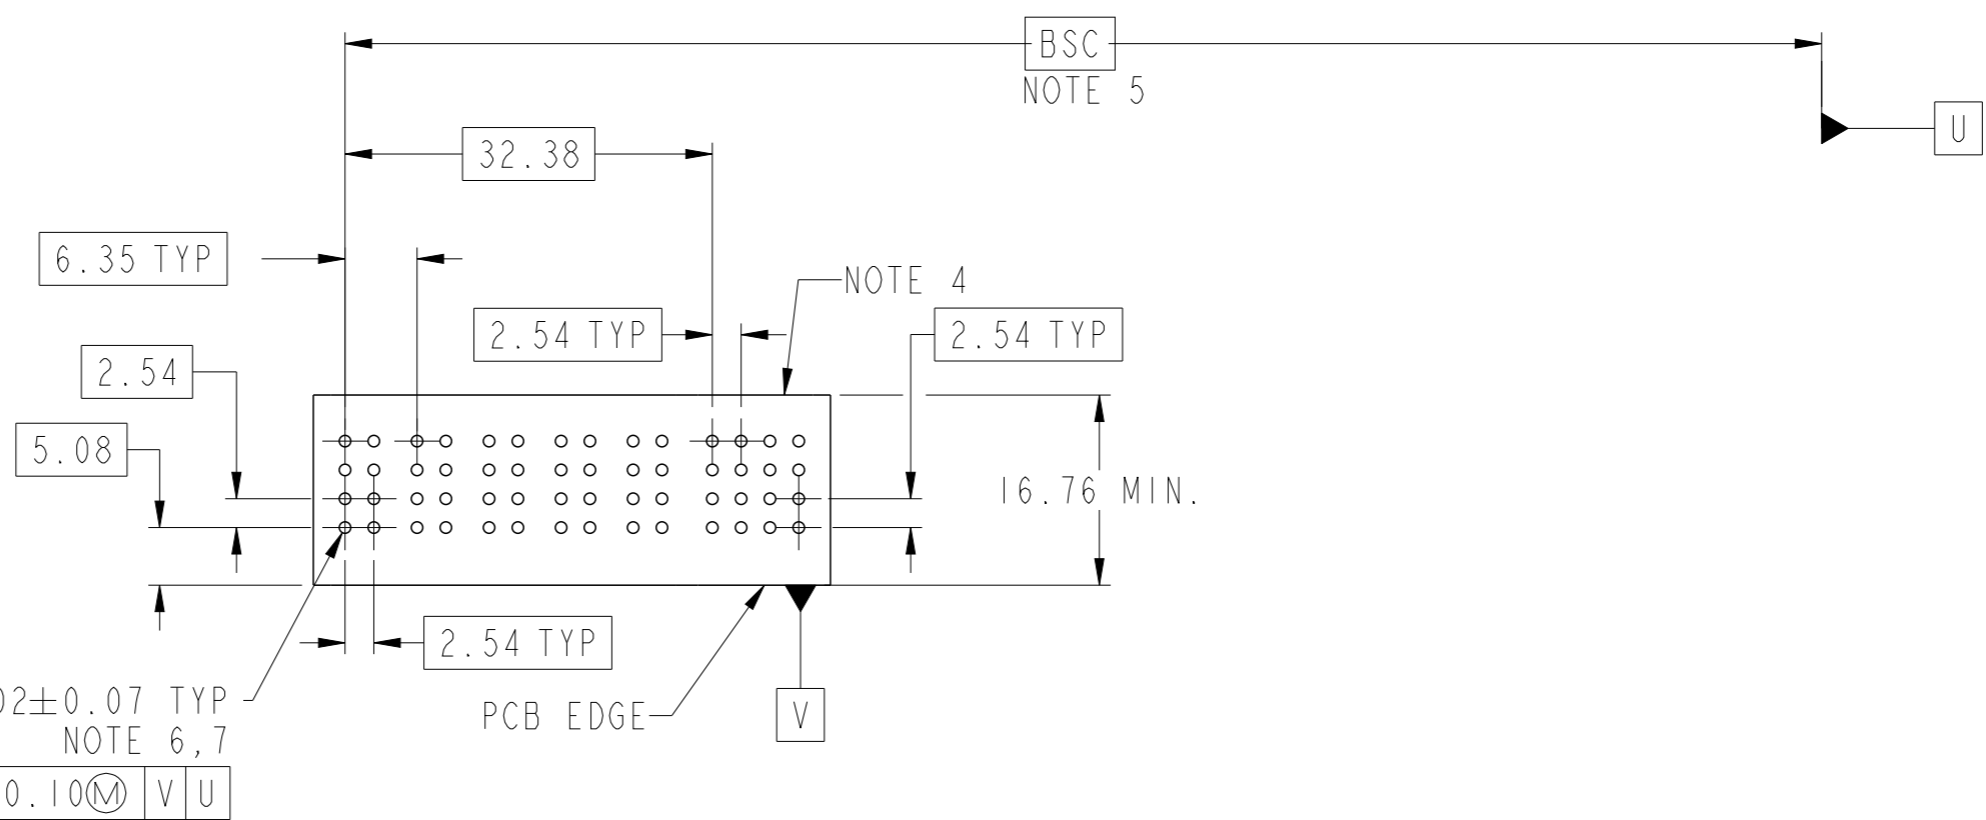 BSC
NOTE 5
U
32.38
6.35 TYP
NOTE 4
2.54 TYP
2.54 TYP
2.54
5.08
16.76 MIN.
2.54 TYP
02±0.07 TYP
NOTE 6,7
PCB EDGE
V
0.10Ⓜ V U